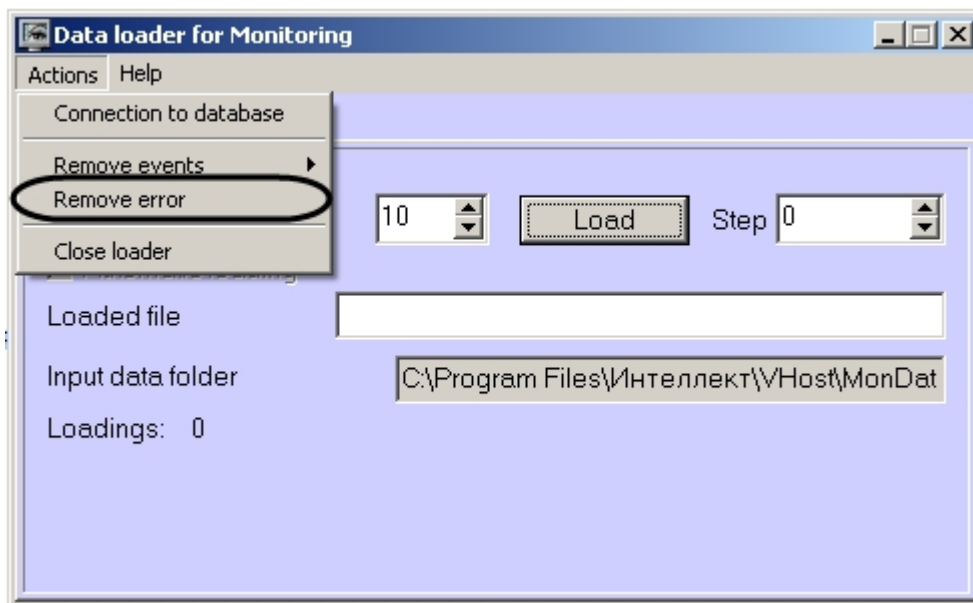 Data loader for Monitoring
Actions Help
Connection to database
Remove events
Remove error
10 Load Step 0
Close loader
Loaded file
Input data folder C:\Program Files\Интеллект\VHost\MonDat
Loadings: 0